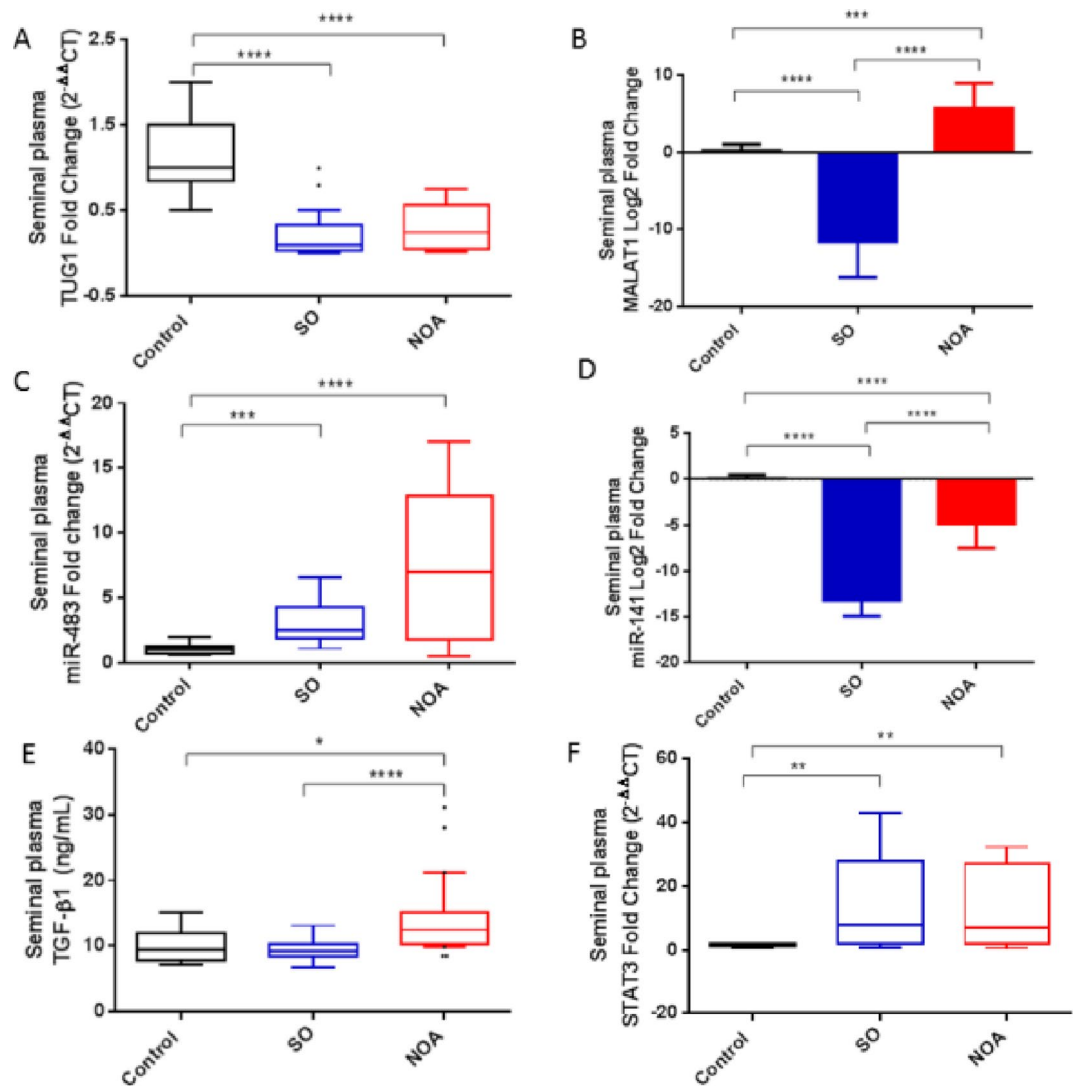 A
Seminal plasma
TUG1 Fold Change (2-ΔΔCT)
2.5
1.5
0.5
-0.5
****
****
Control
SO
NOA
B
Seminal plasma
MALAT1 Log2 Fold Change
10
0
-10
-20
***
****
****
Control
SO
NOA
C
Seminal plasma
miR-483 Fold change (2-ΔΔCT)
20
15
10
5
0
****
***
Control
SO
NOA
D
Seminal plasma
miR-141 Log2 Fold Change
5
0
-5
-10
-15
-20
****
****
****
Control
SO
NOA
E
Seminal plasma
TGF-β1 (ng/mL)
40
30
20
10
0
*
****
Control
SO
NOA
F
Seminal plasma
STAT3 Fold Change (2-ΔΔCT)
60
40
20
0
-20
**
**
Control
SO
NOA